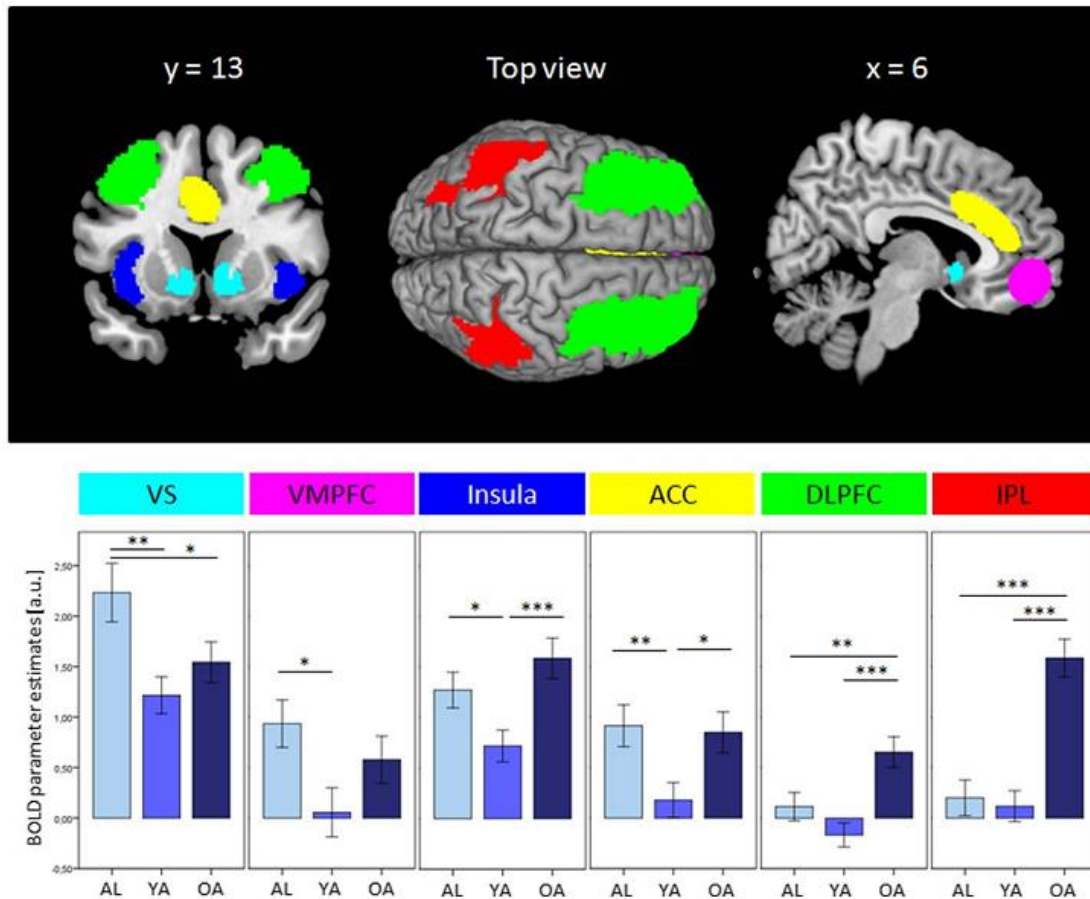 y = 13 Top view x = 6
VS VMPFC Insula ACC DLPFC IPL
BOLD parameter estimates [a.u.]
2,50
2,00
1,50
1,00
0,50
0,00
-0,50
** * * * *** ** * ** *** *** ***
AL YA OA AL YA OA AL YA OA AL YA OA AL YA OA AL YA OA